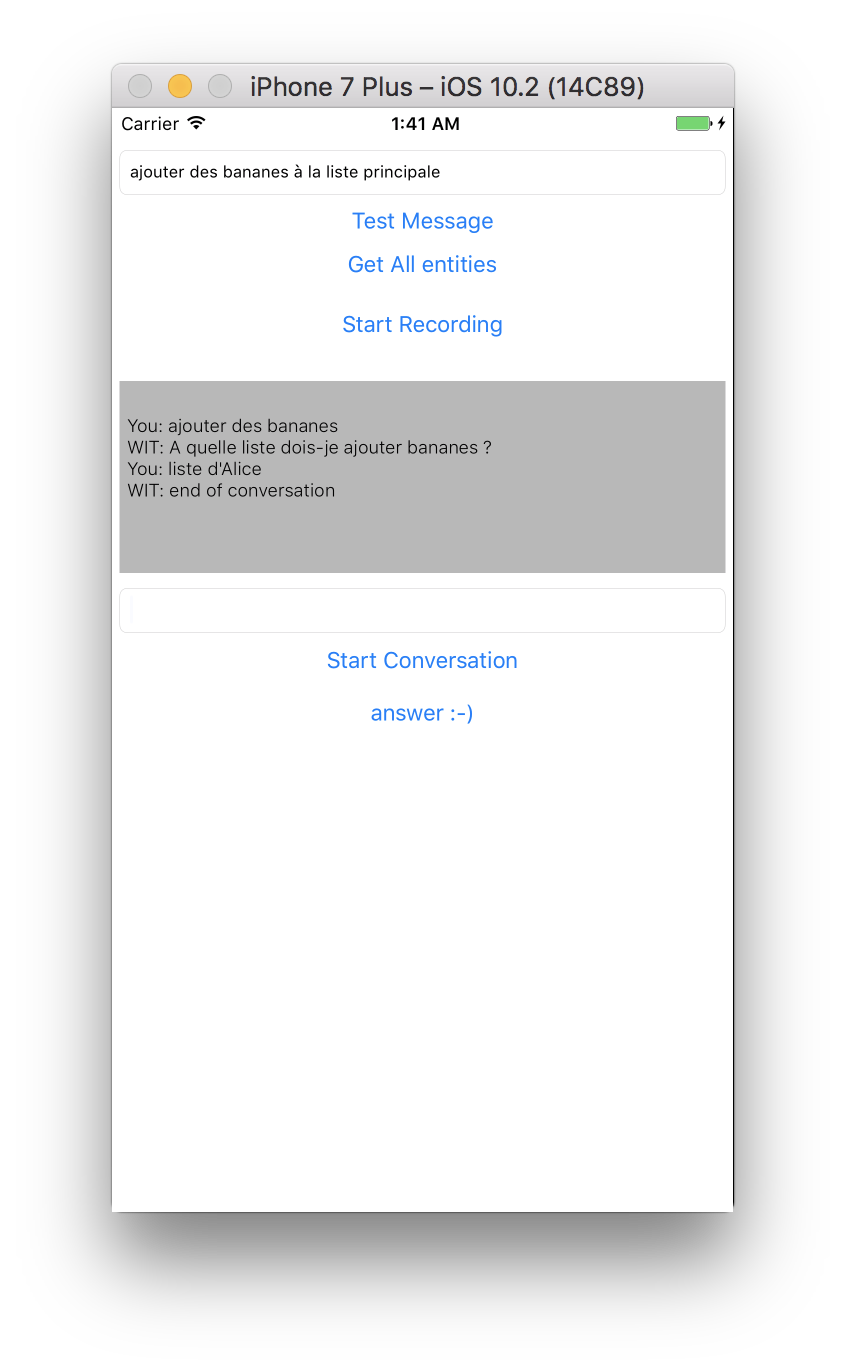 iPhone 7 Plus – iOS 10.2 (14C89)
Carrier 1:41 AM
ajouter des bananes à la liste principale
Test Message
Get All entities
Start Recording
You: ajouter des bananes
WIT: A quelle liste dois-je ajouter bananes ?
You: liste d'Alice
WIT: end of conversation
Start Conversation
answer :-)